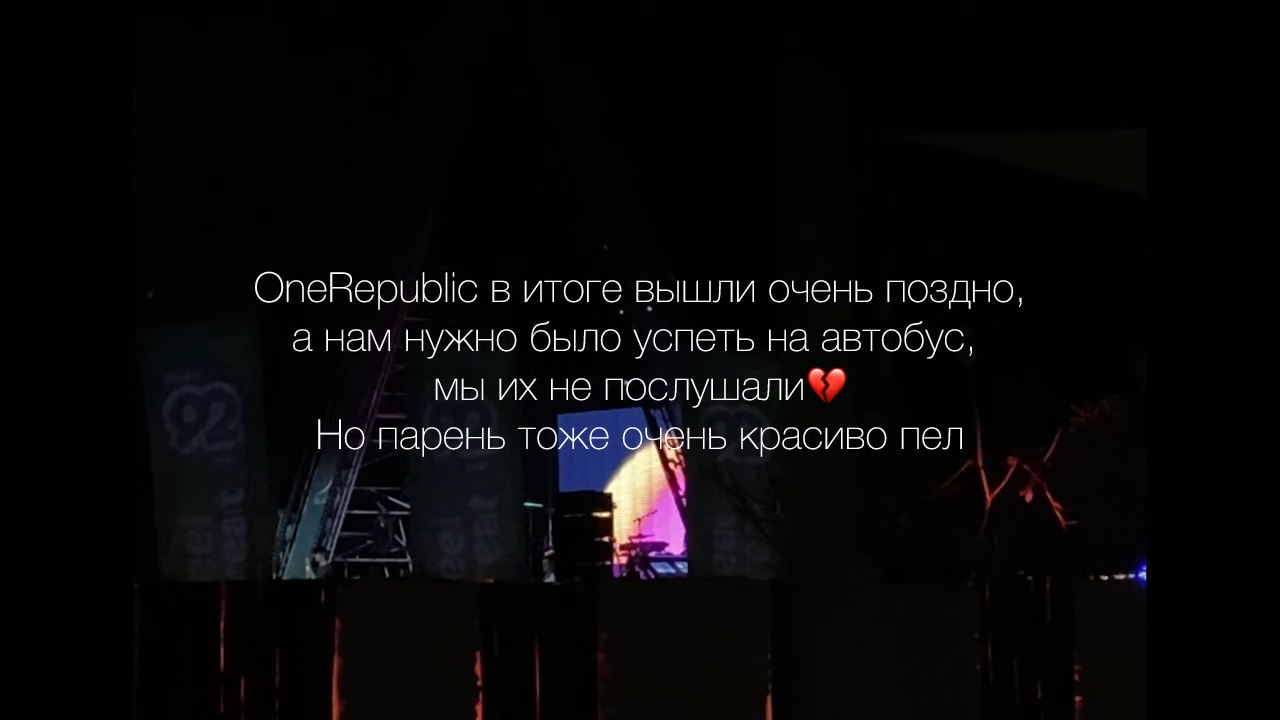 OneRepublic в итоге вышли очень поздно,
а нам нужно было успеть на автобус,
мы их не послушали💔
Но парень тоже очень красиво пел
92